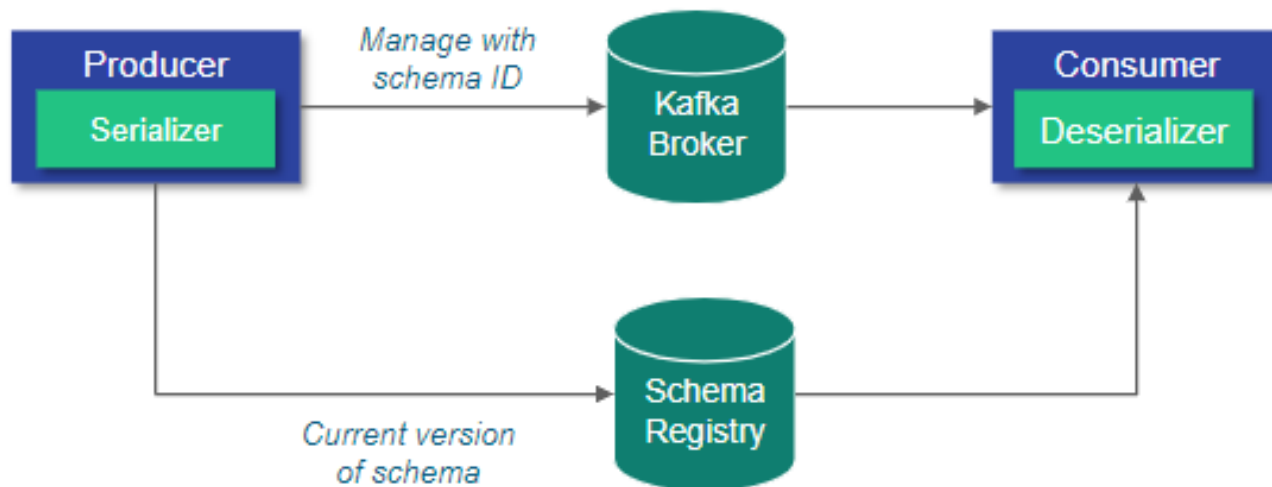 Producer
Serializer
Manage with
schema ID
Kafka
Broker
Consumer
Deserializer
Current version
of schema
Schema
Registry